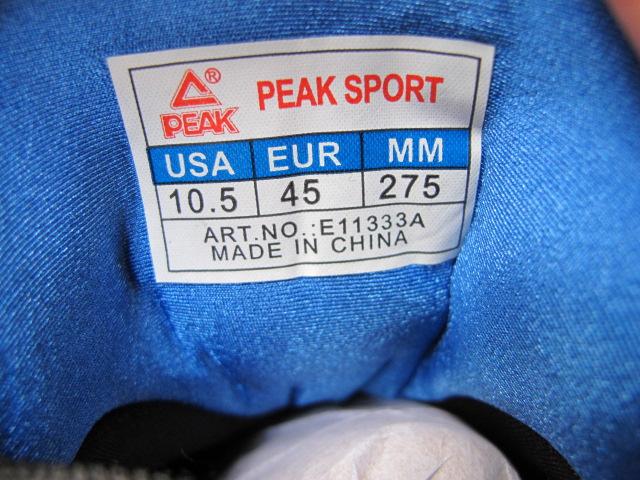 ®
PEAK
PEAK SPORT
USA EUR MM
10.5 45 275
ART.NO.:E11333A
MADE IN CHINA